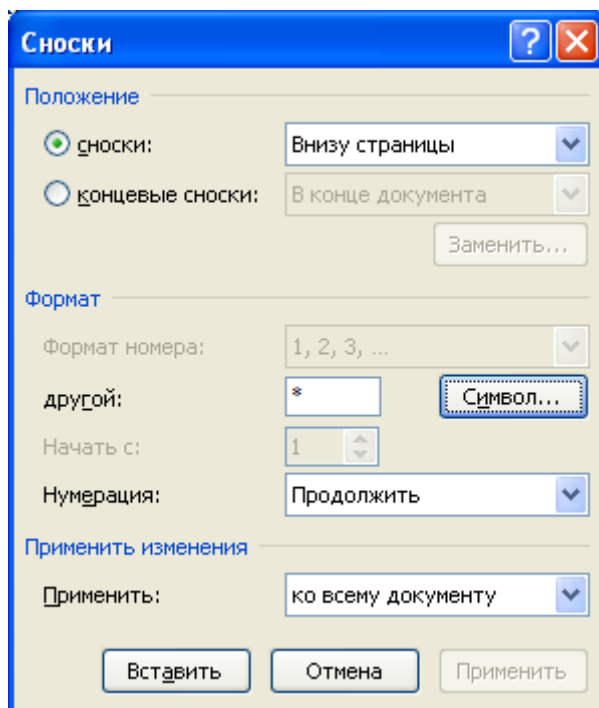 Сноски
Положение
сноски: Внизу страницы
концевые сноски: В конце документа
Заменить...
Формат
Формат номера: 1, 2, 3, ...
другой: * Символ...
Начать с: 1
Нумерация: Продолжить
Применить изменения
Применить: ко всему документу
Вставить Отмена Применить